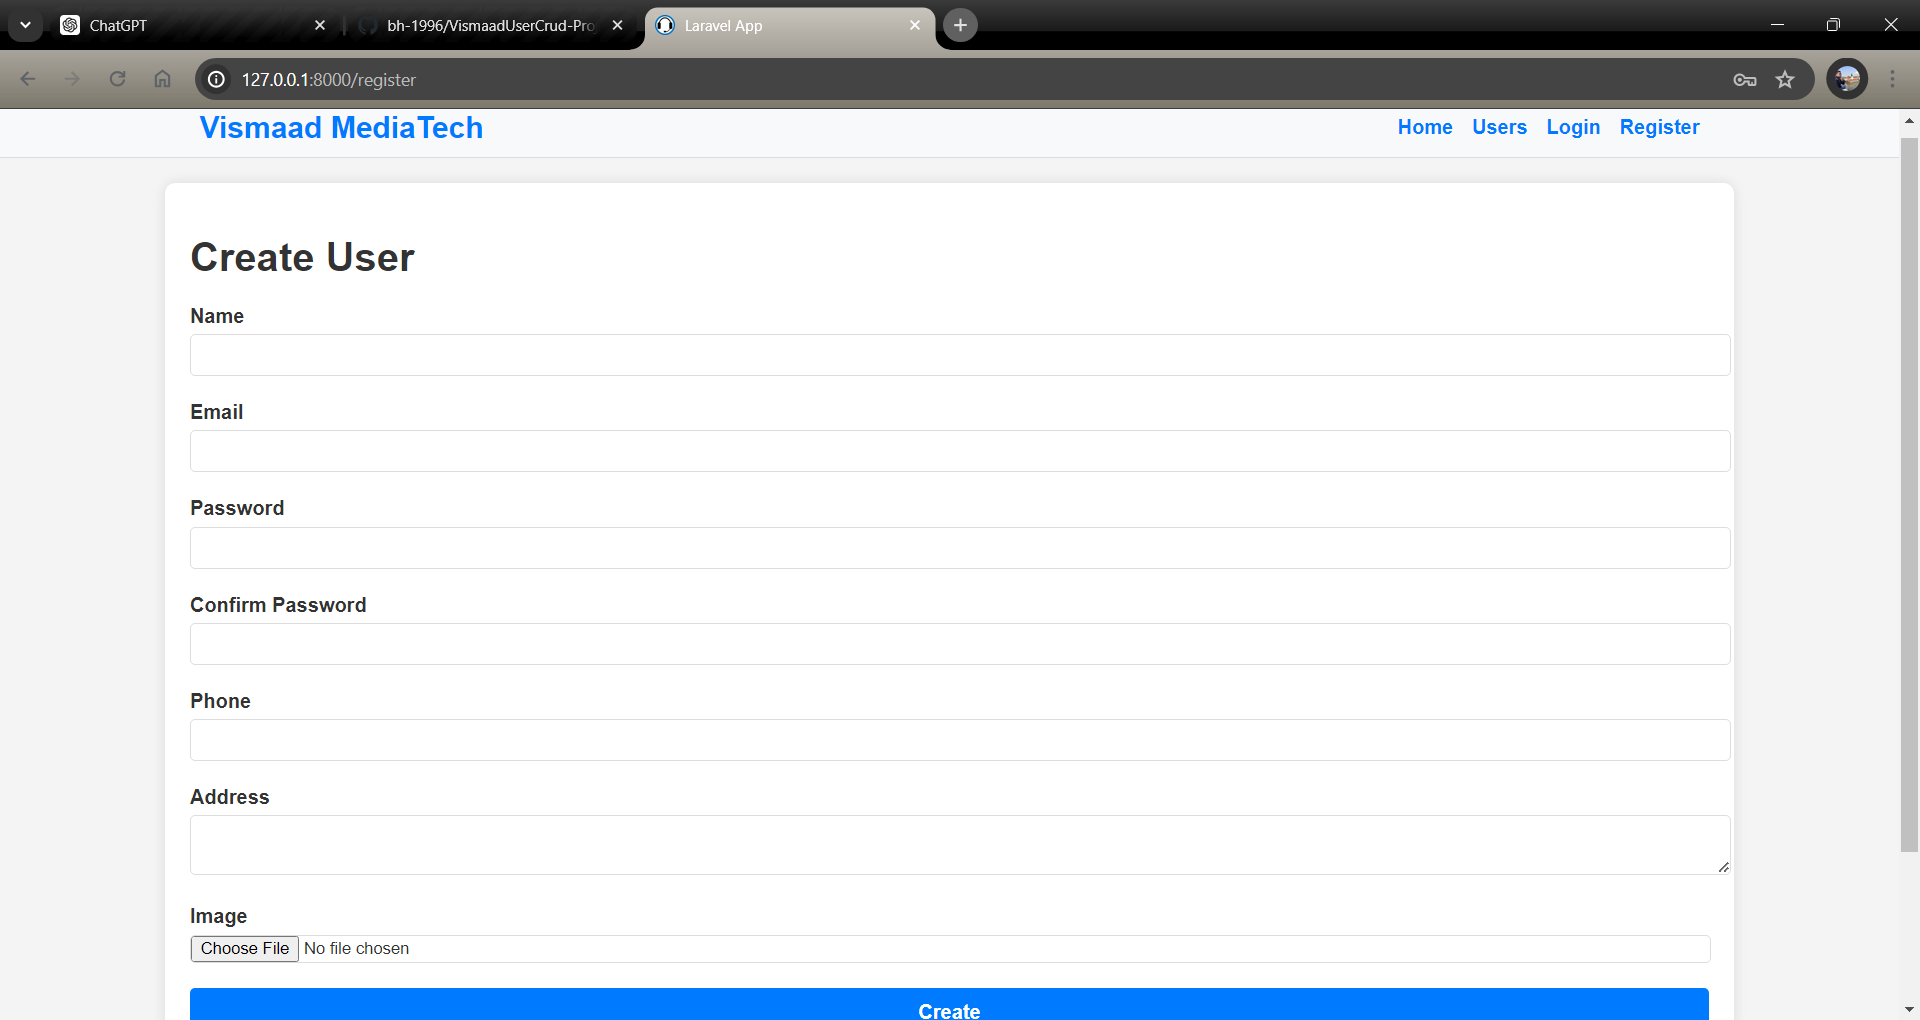 ChatGPT
bh-1996/VismaadUserCrud-Pro
Laravel App
127.0.0.1:8000/register
Vismaad MediaTech
Home Users Login Register
Create User
Name
Email
Password
Confirm Password
Phone
Address
Image
Choose File No file chosen
Create